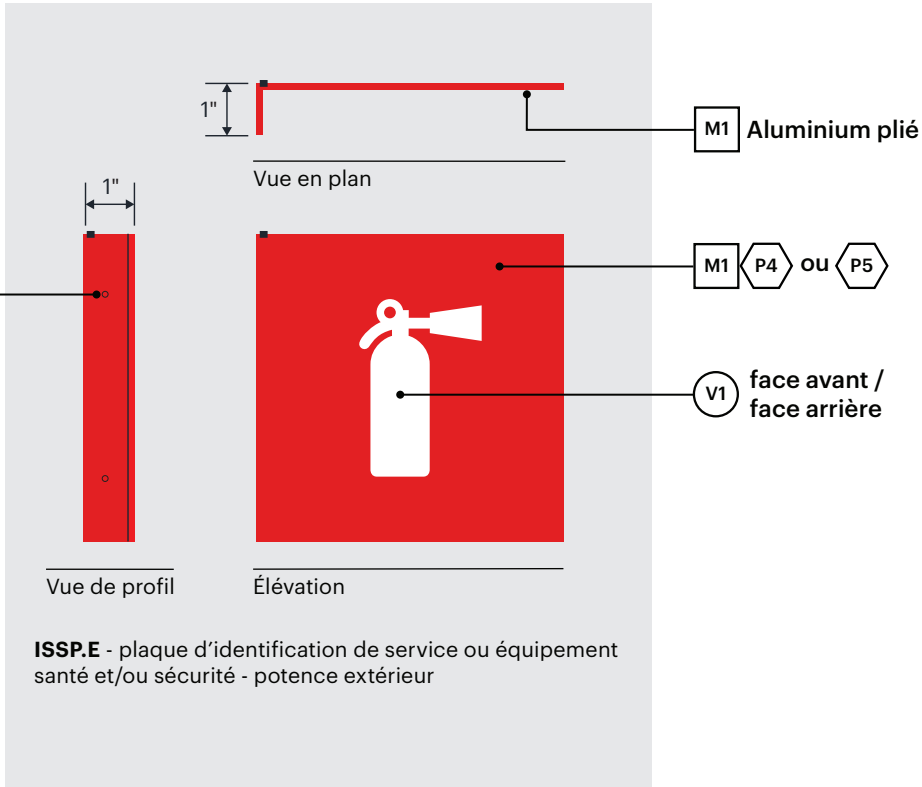 1"
M1 Aluminium plié
Vue en plan
1"
M1 P4 ou P5
V1 face avant /
face arrière
Vue de profil
Élévation
ISSP.E - plaque d’identification de service ou équipement
santé et/ou sécurité - potence extérieur